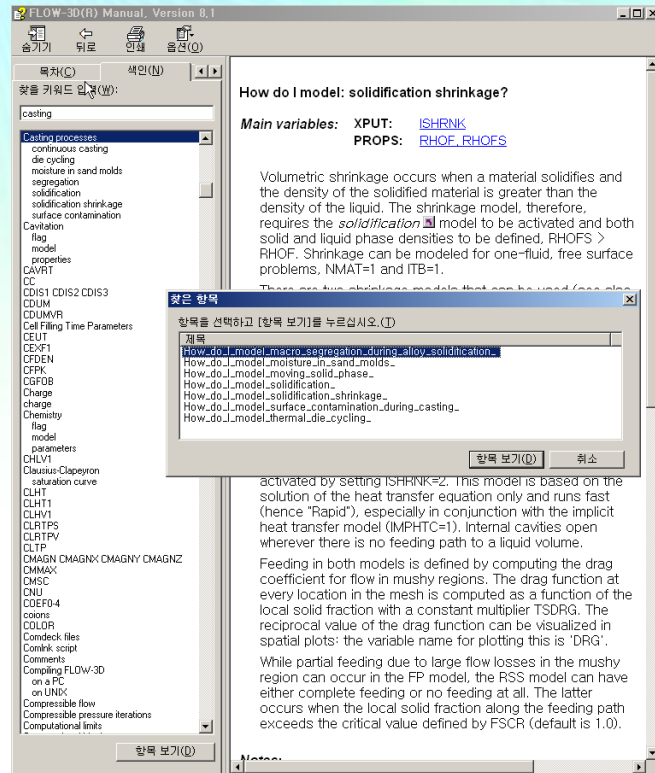 FLOW-3D(R) Manual, Version 8.1
숨기기 뒤로 인쇄 옵션(O)
목차(C) 색인(N)
찾을 키워드 입력(W):
casting
Casting processes
continuous casting
die cycling
moisture in sand molds
segregation
solidification
solidification shrinkage
surface contamination
Cavitation
flag
model
properties
CAVRT
CC
CDIS1 CDIS2 CDIS3
CDUM
CDUMVR
Cell Filling Time Parameters
CEUT
CEXF1
CFDEN
CFPK
CGFOB
Charge
charge
Chemistry
flag
model
parameters
CHLV1
Clausius-Clapeyron
saturation curve
CLHT
CLHT1
CLHV1
CLRTPS
CLRTPV
CLTP
CMAGN CMAGNX CMAGNY CMAGNZ
CMMAX
CMSC
CNU
COEF0-4
coions
COLOR
Comdeck files
Comlnk script
Comments
Compiling FLOW-3D
on a PC
on UNIX
Compressible flow
Compressible pressure iterations
Computational limits
항목 보기(D)
How do I model: solidification shrinkage?
Main variables: XPUT: ISHRNK
PROPS: RHOF, RHOFS
Volumetric shrinkage occurs when a material solidifies and
the density of the solidified material is greater than the
density of the liquid. The shrinkage model, therefore,
requires the solidification model to be activated and both
solid and liquid phase densities to be defined, RHOFS >
RHOF. Shrinkage can be modeled for one-fluid, free surface
problems, NMAT=1 and ITB=1.
There are two shrinkage models that can be used (see also
찾은 항목
항목을 선택하고 [항목 보기]를 누르십시오.(T)
제목
How_do_I_model_macro_segregation_during_alloy_solidification_
How_do_I_model_moisture_in_sand_molds_
How_do_I_model_moving_solid_phase_
How_do_I_model_solidification_
How_do_I_model_solidification_shrinkage_
How_do_I_model_surface_contamination_during_casting_
How_do_I_model_thermal_die_cycling_
항목 보기(D) 취소
activated by setting ISHRNK=2. This model is based on the
solution of the heat transfer equation only and runs fast
(hence "Rapid"), especially in conjunction with the implicit
heat transfer model (IMPHTC=1). Internal cavities open
wherever there is no feeding path to a liquid volume.
Feeding in both models is defined by computing the drag
coefficient for flow in mushy regions. The drag function at
every location in the mesh is computed as a function of the
local solid fraction with a constant multiplier TSDRG. The
reciprocal value of the drag function can be visualized in
spatial plots: the variable name for plotting this is 'DRG'.
While partial feeding due to large flow losses in the mushy
region can occur in the FP model, the RSS model can have
either complete feeding or no feeding at all. The latter
occurs when the local solid fraction along the feeding path
exceeds the critical value defined by FSCR (default is 1.0).